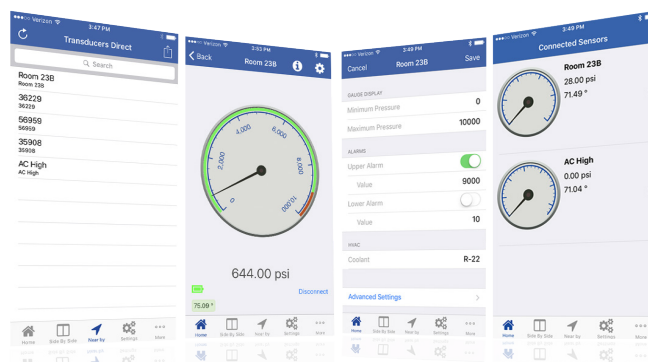 Verizon 3:47 PM
Transducers Direct
Search
Room 23B
Room 23B
36229
36229
56959
56959
35908
35908
AC High
AC High
Home Side By Side Near by Settings More
Verizon 3:53 PM
Back Room 23B
0
2,000
4,000
6,000
8,000
10,000
644.00 psi
Disconnect
75.09 °
Home Side By Side Near by Settings More
Verizon 3:49 PM
Cancel Room 23B Save
GAUGE DISPLAY
Minimum Pressure 0
Maximum Pressure 10000
ALARMS
Upper Alarm
Value 9000
Lower Alarm
Value 10
HVAC
Coolant R-22
Advanced Settings
Home Side By Side Near by Settings More
Verizon 3:49 PM
Connected Sensors
Room 23B
28.00 psi
71.49 °
AC High
0.00 psi
71.04 °
Home Side By Side Near by Settings More